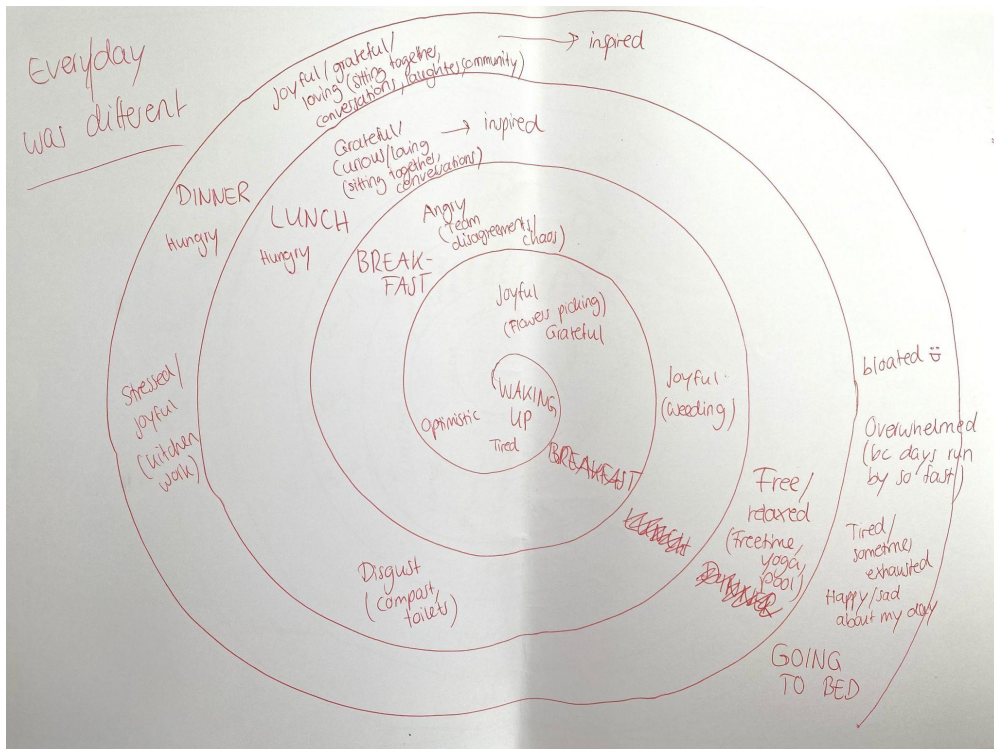 Everyday
was different
Joyful/grateful/
loving (sitting together,
conversations, laughter, community)
→ inspired
DINNER
Hungry
Grateful/
Curious/loving
(sitting together,
conversations)
→ inspired
LUNCH
Hungry
Angry
(Team
disagreements/
chaos)
BREAK-
FAST
Joyful
(Flowers picking)
Grateful
WAKING
UP
Optimistic
Tired
BREAKFAST
Joyful
(weeding)
Stressed/
joyful
(kitchen
work)
Disgust
(compast,
toilets)
Free/
relaxed
(Freetime,
yoga,
pool)
bloated
Overwhelmed
(bc days run
by so fast)
Tired/
sometimes
exhausted
Happy/sad
about my day
GOING
TO BED